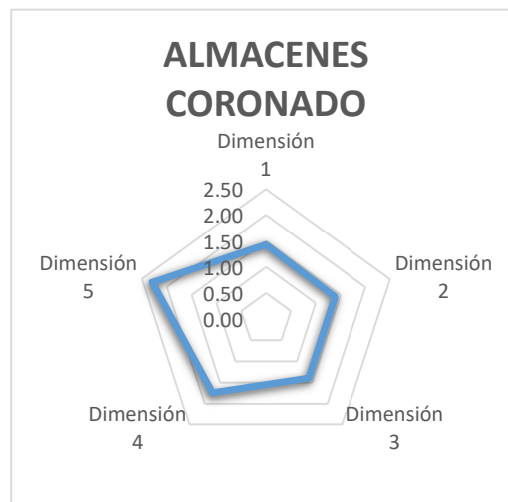 ALMACENES
CORONADO
Dimensión
1
2.50
2.00
1.50
1.00
0.50
0.00
Dimensión
2
Dimensión
3
Dimensión
4
Dimensión
5